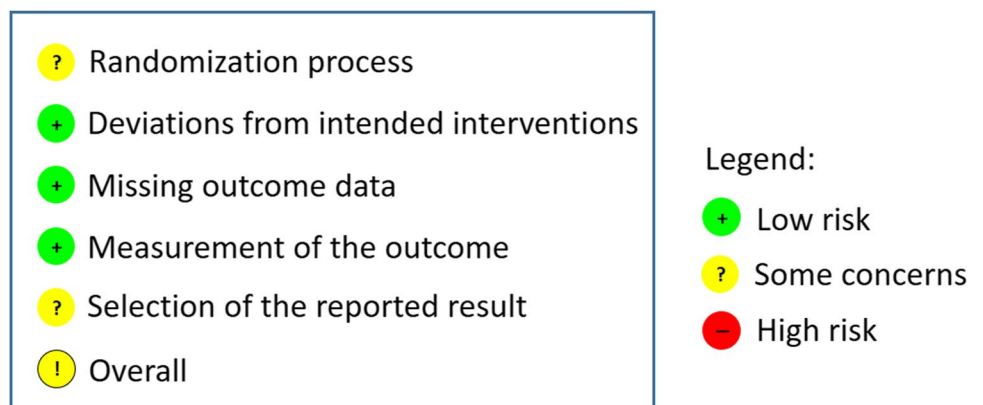 ? Randomization process
+ Deviations from intended interventions
+ Missing outcome data
+ Measurement of the outcome
? Selection of the reported result
! Overall
Legend:
+ Low risk
? Some concerns
− High risk